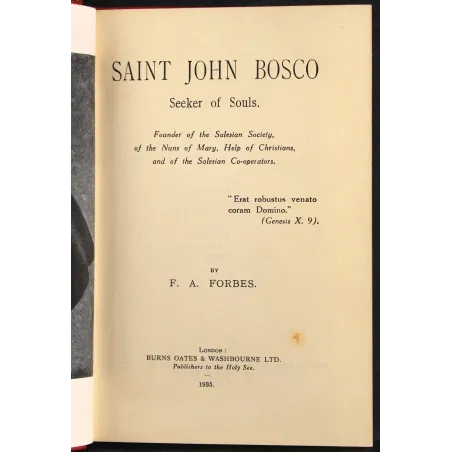 SAINT JOHN BOSCO
Seeker of Souls.
Founder of the Salesian Society,
of the Nuns of Mary, Help of Christians,
and of the Salesian Co-operators.
"Erat robustus venato
coram Domino."
(Genesis X. 9).
BY
F. A. FORBES.
LONDON:
BURNS OATES & WASHBOURNE LTD.
Publishers to the Holy See.
—
1935.